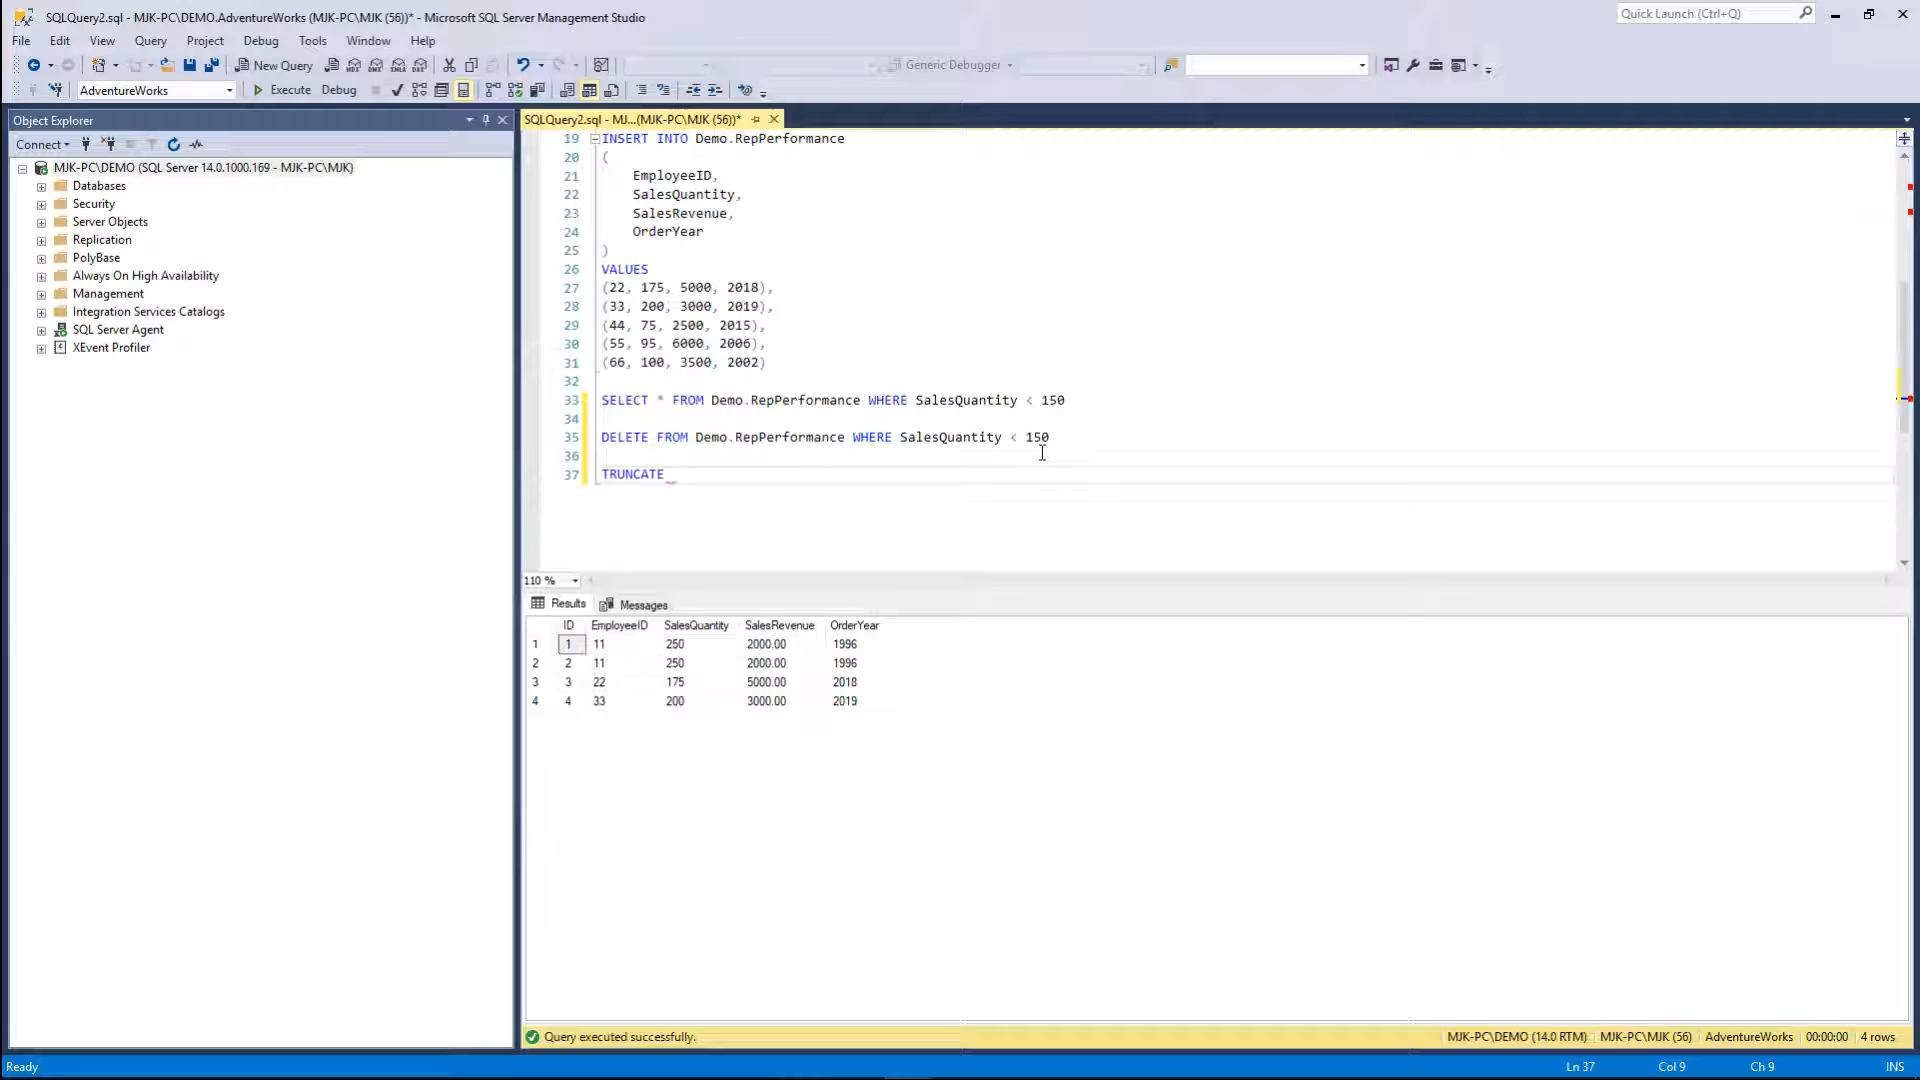 SQLQuery2.sql - MJK-PC\DEMO.AdventureWorks (MJK-PC\MJK (56))* - Microsoft SQL Server Management Studio
Quick Launch (Ctrl+Q)
File Edit View Query Project Debug Tools Window Help
New Query
Generic Debugger
AdventureWorks
Execute Debug
Object Explorer
Connect
MJK-PC\DEMO (SQL Server 14.0.1000.169 - MJK-PC\MJK)
Databases
Security
Server Objects
Replication
PolyBase
Always On High Availability
Management
Integration Services Catalogs
SQL Server Agent
XEvent Profiler
SQLQuery2.sql - MJ...(MJK-PC\MJK (56))*
19 INSERT INTO Demo.RepPerformance
20 (
21 EmployeeID,
22 SalesQuantity,
23 SalesRevenue,
24 OrderYear
25 )
26 VALUES
27 (22, 175, 5000, 2018),
28 (33, 200, 3000, 2019),
29 (44, 75, 2500, 2015),
30 (55, 95, 6000, 2006),
31 (66, 100, 3500, 2002)
32
33 SELECT * FROM Demo.RepPerformance WHERE SalesQuantity < 150
34
35 DELETE FROM Demo.RepPerformance WHERE SalesQuantity < 150
36
37 TRUNCATE
110 %
Results Messages
ID EmployeeID SalesQuantity SalesRevenue OrderYear
1 1 11 250 2000.00 1996
2 2 11 250 2000.00 1996
3 3 22 175 5000.00 2018
4 4 33 200 3000.00 2019
Query executed successfully.
MJK-PC\DEMO (14.0 RTM) MJK-PC\MJK (56) AdventureWorks 00:00:00 4 rows
Ready
Ln 37 Col 9 Ch 9 INS